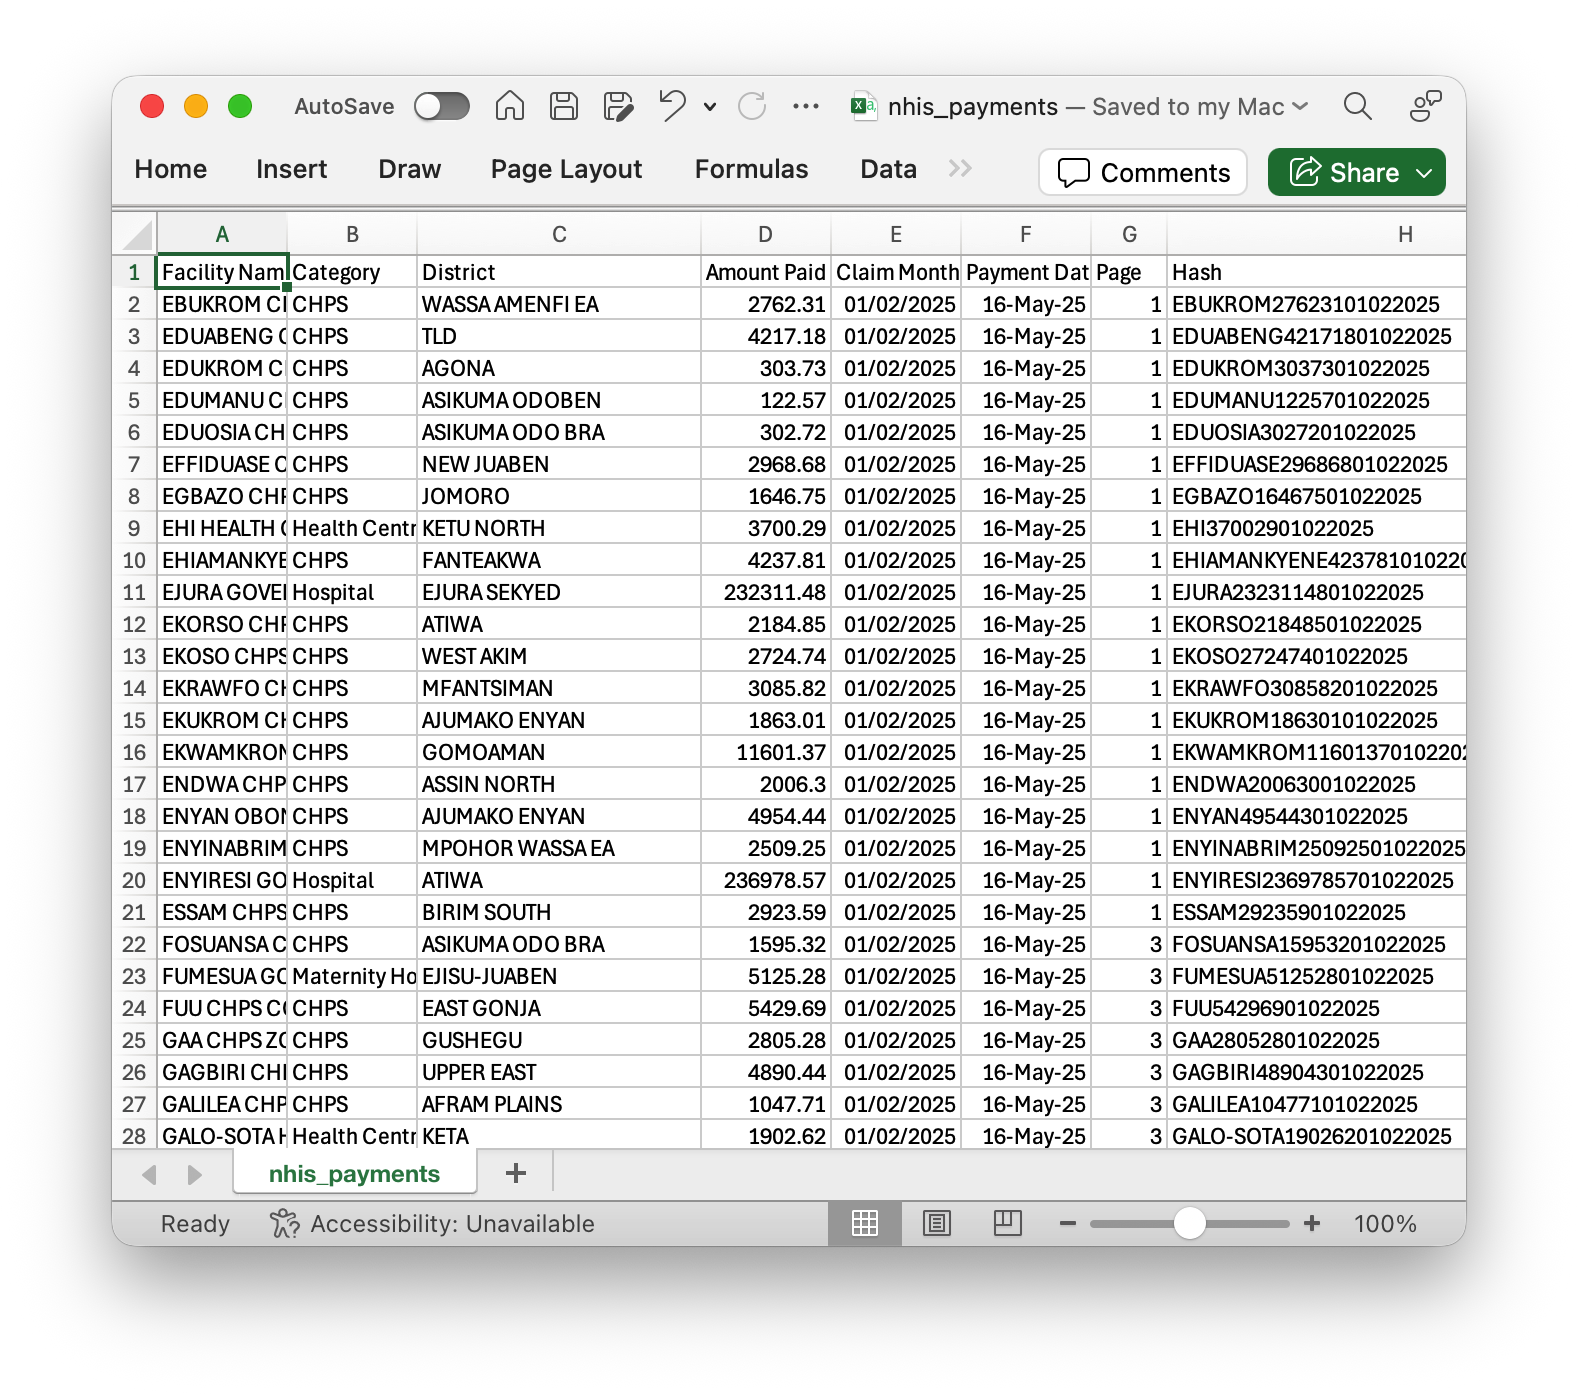 AutoSave nhis_payments — Saved to my Mac
Home Insert Draw Page Layout Formulas Data Comments Share
A B C D E F G H
1 Facility Nam Category District Amount Paid Claim Month Payment Dat Page Hash
2 EBUKROM CH CHPS WASSA AMENFI EA 2762.31 01/02/2025 16-May-25 1 EBUKROM27623101022025
3 EDUABENG C CHPS TLD 4217.18 01/02/2025 16-May-25 1 EDUABENG42171801022025
4 EDUKROM C CHPS AGONA 303.73 01/02/2025 16-May-25 1 EDUKROM3037301022025
5 EDUMANU C CHPS ASIKUMA ODOBEN 122.57 01/02/2025 16-May-25 1 EDUMANU1225701022025
6 EDUOSIA CH CHPS ASIKUMA ODO BRA 302.72 01/02/2025 16-May-25 1 EDUOSIA3027201022025
7 EFFIDUASE C CHPS NEW JUABEN 2968.68 01/02/2025 16-May-25 1 EFFIDUASE29686801022025
8 EGBAZO CHP CHPS JOMORO 1646.75 01/02/2025 16-May-25 1 EGBAZO16467501022025
9 EHI HEALTH C Health Centr KETU NORTH 3700.29 01/02/2025 16-May-25 1 EHI37002901022025
10 EHIAMANKYE CHPS FANTEAKWA 4237.81 01/02/2025 16-May-25 1 EHIAMANKYENE423781010220
11 EJURA GOVE Hospital EJURA SEKYED 232311.48 01/02/2025 16-May-25 1 EJURA2323114801022025
12 EKORSO CHP CHPS ATIWA 2184.85 01/02/2025 16-May-25 1 EKORSO21848501022025
13 EKOSO CHPS CHPS WEST AKIM 2724.74 01/02/2025 16-May-25 1 EKOSO27247401022025
14 EKRAWFO CH CHPS MFANTSIMAN 3085.82 01/02/2025 16-May-25 1 EKRAWFO30858201022025
15 EKUKROM CH CHPS AJUMAKO ENYAN 1863.01 01/02/2025 16-May-25 1 EKUKROM18630101022025
16 EKWAMKROM CHPS GOMOAMAN 11601.37 01/02/2025 16-May-25 1 EKWAMKROM1160137010220​2
17 ENDWA CHP CHPS ASSIN NORTH 2006.3 01/02/2025 16-May-25 1 ENDWA20063001022025
18 ENYAN OBON CHPS AJUMAKO ENYAN 4954.44 01/02/2025 16-May-25 1 ENYAN49544301022025
19 ENYINABRIM CHPS MPOHOR WASSA EA 2509.25 01/02/2025 16-May-25 1 ENYINABRIM25092501022025
20 ENYIRESI GO Hospital ATIWA 236978.57 01/02/2025 16-May-25 1 ENYIRESI2369785701022025
21 ESSAM CHPS CHPS BIRIM SOUTH 2923.59 01/02/2025 16-May-25 1 ESSAM29235901022025
22 FOSUANSA C CHPS ASIKUMA ODO BRA 1595.32 01/02/2025 16-May-25 3 FOSUANSA15953201022025
23 FUMESUA GO Maternity Ho EJISU-JUABEN 5125.28 01/02/2025 16-May-25 3 FUMESUA51252801022025
24 FUU CHPS CO CHPS EAST GONJA 5429.69 01/02/2025 16-May-25 3 FUU54296901022025
25 GAA CHPS ZO CHPS GUSHEGU 2805.28 01/02/2025 16-May-25 3 GAA28052801022025
26 GAGBIRI CHP CHPS UPPER EAST 4890.44 01/02/2025 16-May-25 3 GAGBIRI48904301022025
27 GALILEA CHP CHPS AFRAM PLAINS 1047.71 01/02/2025 16-May-25 3 GALILEA10477101022025
28 GALO-SOTA H Health Centr KETA 1902.62 01/02/2025 16-May-25 3 GALO-SOTA19026201022025
nhis_payments
Ready Accessibility: Unavailable 100%